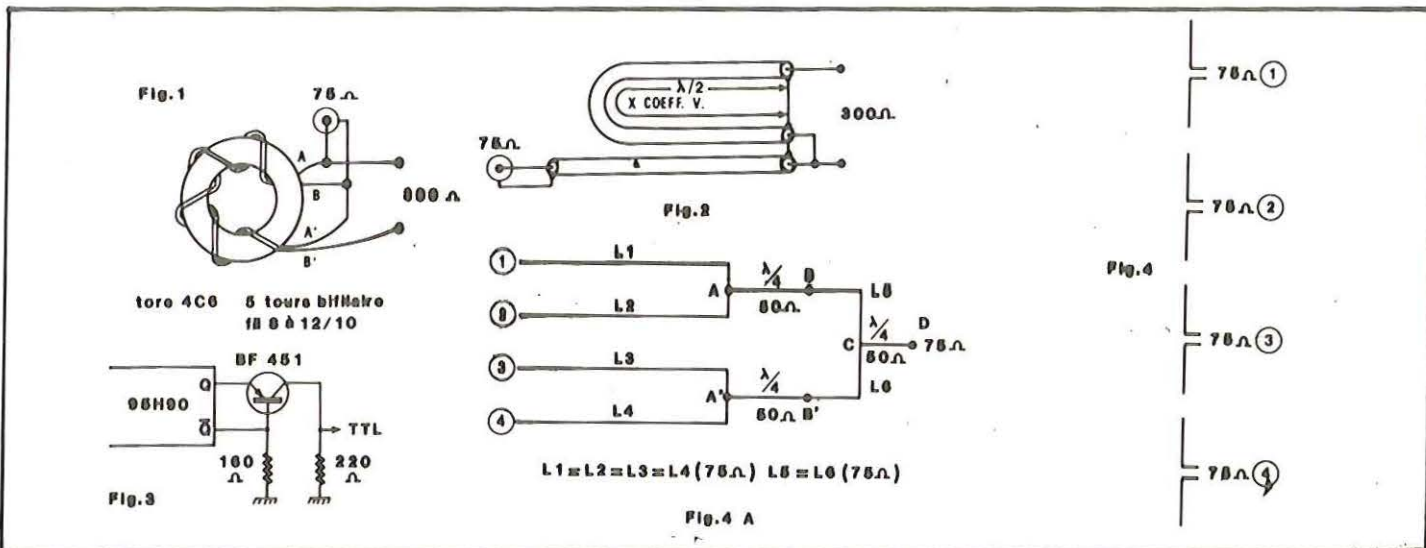 Fig.1
75 Ω
A
B
A'
B'
300 Ω
tore 4C6 5 tours bifilaire
fil 8 à 12/10
λ/2
X COEFF. V.
300Ω
75Ω
Fig.2
BF 451
95H90
Q
Q̅
TTL
160
Ω
220
Ω
Fig.3
1
L1
2
L2
3
L3
4
L4
A
λ/4
50Ω
B
L5
C
λ/4
50Ω
D
75Ω
A'
λ/4
50Ω
B'
L6
L1=L2=L3=L4(75Ω) L5=L6(75Ω)
Fig.4 A
Fig.4
75Ω 1
75Ω 2
75Ω 3
75Ω 4